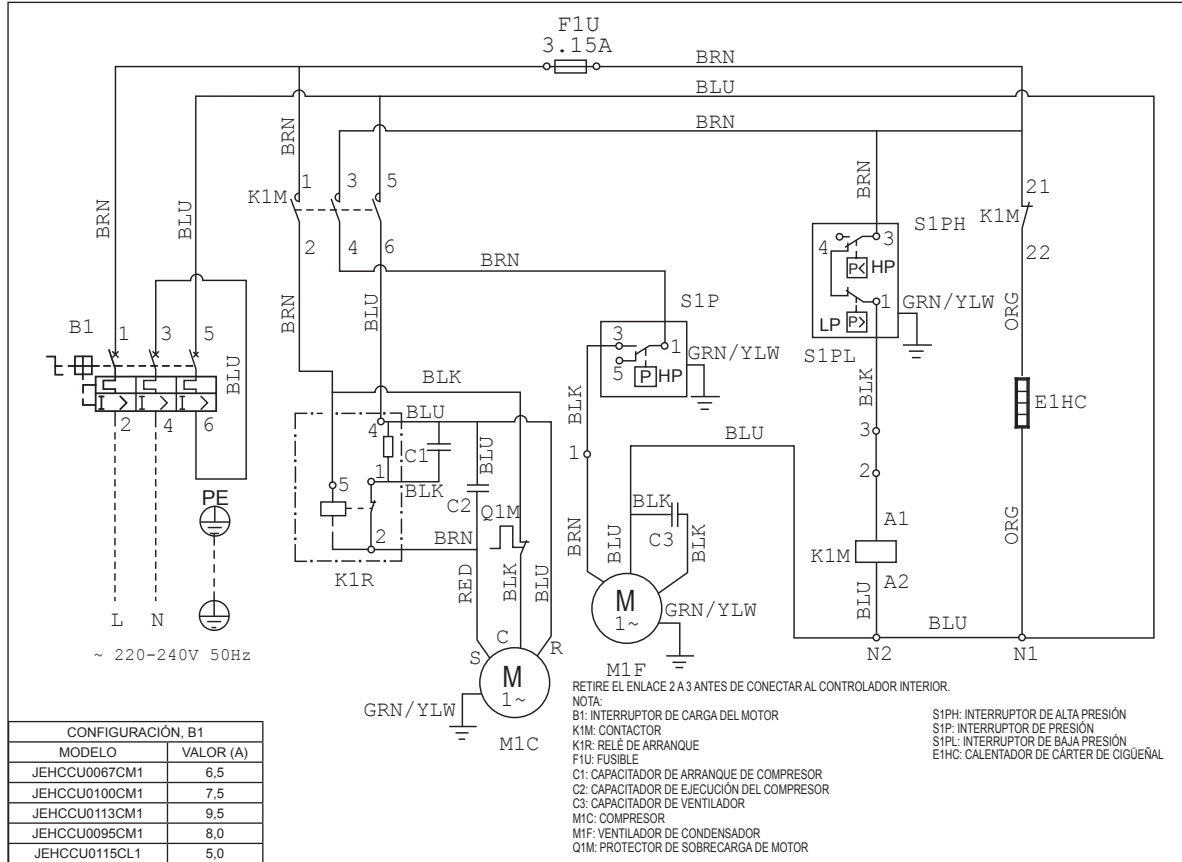 F1U
3.15A
BRN
BLU
BRN
BRN
BRN
BLU
BRN
1 3 5
K1M
2 4 6
21
K1M
22
S1PH
4 3
P< HP
1 GRN/YLW
LP P>
S1PL
BRN
S1P
3 1 GRN/YLW
5
P HP
B1 1 3 5
BLU
I > I > I >
2 4 6
BRN
BLU
ORG
BLK
BLK
BLK
BLU
4
C1
1
BLU
5
BLK
C2
Q1M
2
BRN
K1R
E1HC
3
2
1
BLU
BLK
C3
BLK
BRN
BLU
A1
K1M
A2
BLU
ORG
PE
L N
~ 220-240V 50Hz
RED
BLK
BLU
C
S R
M
1~
GRN/YLW
M1C
M
1~
GRN/YLW
M1F
BLU
N2 N1
RETIRE EL ENLACE 2 A 3 ANTES DE CONECTAR AL CONTROLADOR INTERIOR.
NOTA:
B1: INTERRUPTOR DE CARGA DEL MOTOR
K1M: CONTACTOR
K1R: RELÉ DE ARRANQUE
F1U: FUSIBLE
C1: CAPACITADOR DE ARRANQUE DE COMPRESOR
C2: CAPACITADOR DE EJECUCIÓN DEL COMPRESOR
C3: CAPACITADOR DE VENTILADOR
M1C: COMPRESOR
M1F: VENTILADOR DE CONDENSADOR
Q1M: PROTECTOR DE SOBRECARGA DE MOTOR
S1PH: INTERRUPTOR DE ALTA PRESIÓN
S1P: INTERRUPTOR DE PRESIÓN
S1PL: INTERRUPTOR DE BAJA PRESIÓN
E1HC: CALENTADOR DE CÁRTER DE CIGÜEÑAL
CONFIGURACIÓN, B1
MODELO VALOR (A)
JEHCCU0067CM1 6,5
JEHCCU0100CM1 7,5
JEHCCU0113CM1 9,5
JEHCCU0095CM1 8,0
JEHCCU0115CL1 5,0